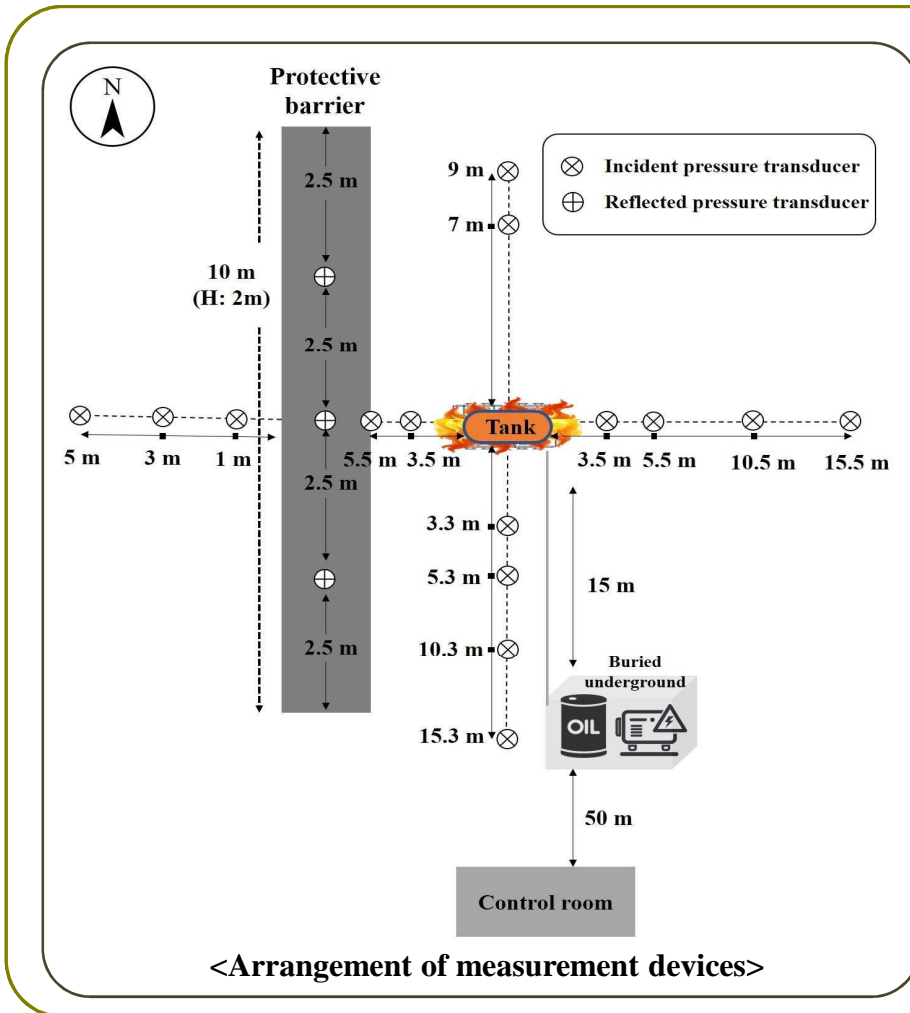 N
Protective
barrier
2.5 m
9 m
7 m
Incident pressure transducer
Reflected pressure transducer
10 m
(H: 2m)
2.5 m
Tank
5 m
3 m
1 m
5.5 m
3.5 m
3.5 m
5.5 m
10.5 m
15.5 m
2.5 m
3.3 m
5.3 m
15 m
2.5 m
10.3 m
Buried
underground
OIL
15.3 m
50 m
Control room
<Arrangement of measurement devices>